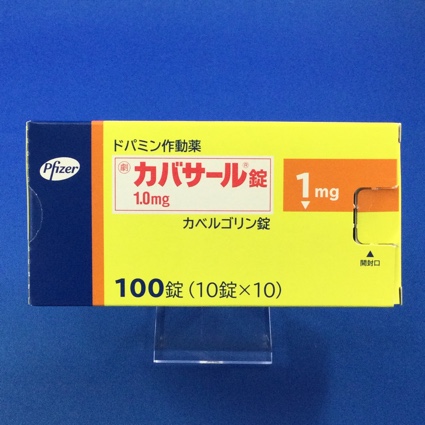 Pfizer
ドパミン作動薬
劇 カバサール®錠
1.0mg
カベルゴリン錠
1mg
開封口
100錠（10錠×10）